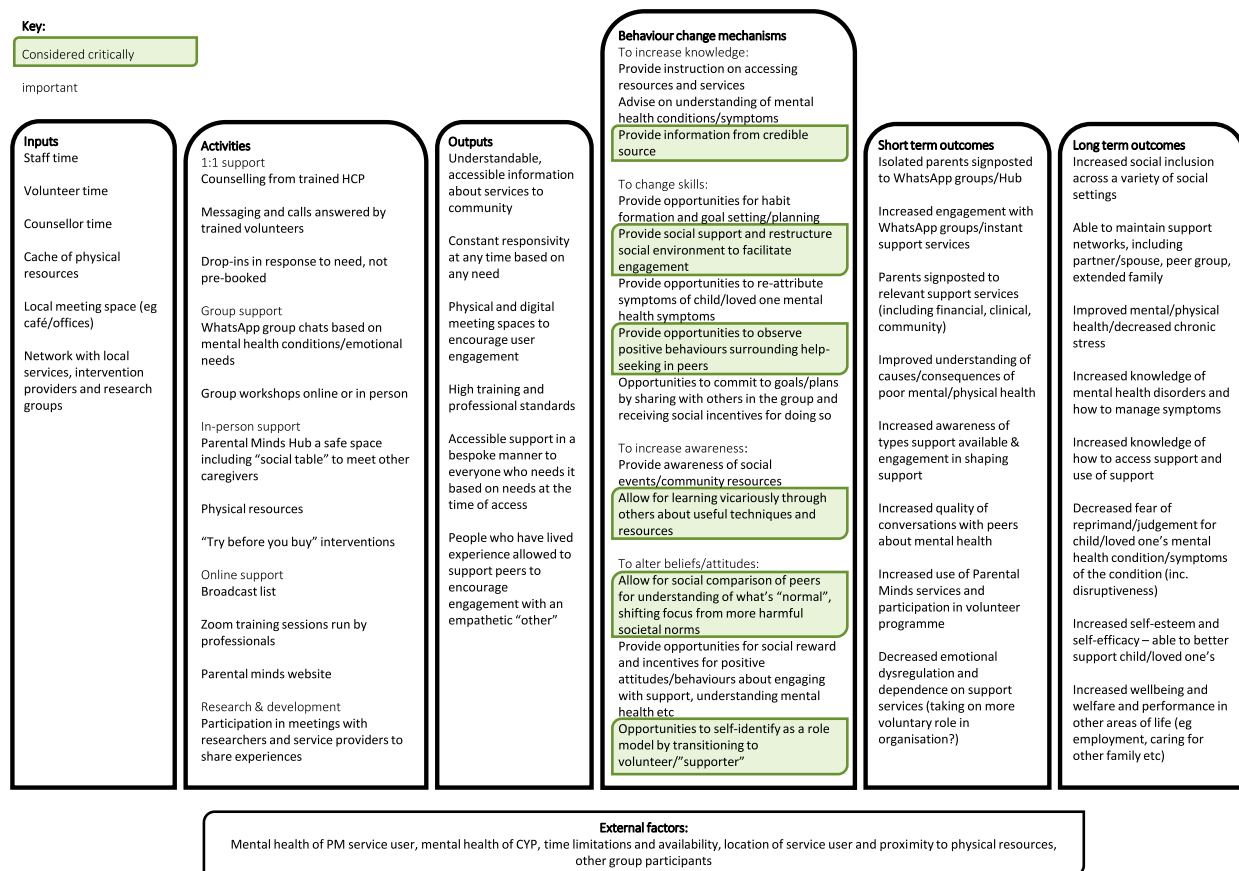 Key:
Considered critically
important
Inputs
Staff time
Volunteer time
Counsellor time
Cache of physical
resources
Local meeting space (eg
café/offices)
Network with local
services, intervention
providers and research
groups
Activities
1:1 support
Counselling from trained HCP
Messaging and calls answered by
trained volunteers
Drop-ins in response to need, not
pre-booked
Group support
WhatsApp group chats based on
mental health conditions/emotional
needs
Group workshops online or in person
In-person support
Parental Minds Hub a safe space
including “social table” to meet other
caregivers
Physical resources
“Try before you buy” interventions
Online support
Broadcast list
Zoom training sessions run by
professionals
Parental minds website
Research & development
Participation in meetings with
researchers and service providers to
share experiences
Outputs
Understandable,
accessible information
about services to
community
Constant responsivity
at any time based on
any need
Physical and digital
meeting spaces to
encourage user
engagement
High training and
professional standards
Accessible support in a
bespoke manner to
everyone who needs it
based on needs at the
time of access
People who have lived
experience allowed to
support peers to
encourage
engagement with an
empathetic “other”
Behaviour change mechanisms
To increase knowledge:
Provide instruction on accessing
resources and services
Advise on understanding of mental
health conditions/symptoms
Provide information from credible
source
To change skills:
Provide opportunities for habit
formation and goal setting/planning
Provide social support and restructure
social environment to facilitate
engagement
Provide opportunities to re-attribute
symptoms of child/loved one mental
health symptoms
Provide opportunities to observe
positive behaviours surrounding help-
seeking in peers
Opportunities to commit to goals/plans
by sharing with others in the group and
receiving social incentives for doing so
To increase awareness:
Provide awareness of social
events/community resources
Allow for learning vicariously through
others about useful techniques and
resources
To alter beliefs/attitudes:
Allow for social comparison of peers
for understanding of what’s “normal”,
shifting focus from more harmful
societal norms
Provide opportunities for social reward
and incentives for positive
attitudes/behaviours about engaging
with support, understanding mental
health etc
Opportunities to self-identify as a role
model by transitioning to
volunteer/”supporter”
Short term outcomes
Isolated parents signposted
to WhatsApp groups/Hub
Increased engagement with
WhatsApp groups/instant
support services
Parents signposted to
relevant support services
(including financial, clinical,
community)
Improved understanding of
causes/consequences of
poor mental/physical health
Increased awareness of
types support available &
engagement in shaping
support
Increased quality of
conversations with peers
about mental health
Increased use of Parental
Minds services and
participation in volunteer
programme
Decreased emotional
dysregulation and
dependence on support
services (taking on more
voluntary role in
organisation?)
Long term outcomes
Increased social inclusion
across a variety of social
settings
Able to maintain support
networks, including
partner/spouse, peer group,
extended family
Improved mental/physical
health/decreased chronic
stress
Increased knowledge of
mental health disorders and
how to manage symptoms
Increased knowledge of
how to access support and
use of support
Decreased fear of
reprimand/judgement for
child/loved one’s mental
health condition/symptoms
of the condition (inc.
disruptiveness)
Increased self-esteem and
self-efficacy – able to better
support child/loved one’s
Increased wellbeing and
welfare and performance in
other areas of life (eg
employment, caring for
other family etc)
External factors:
Mental health of PM service user, mental health of CYP, time limitations and availability, location of service user and proximity to physical resources,
other group participants